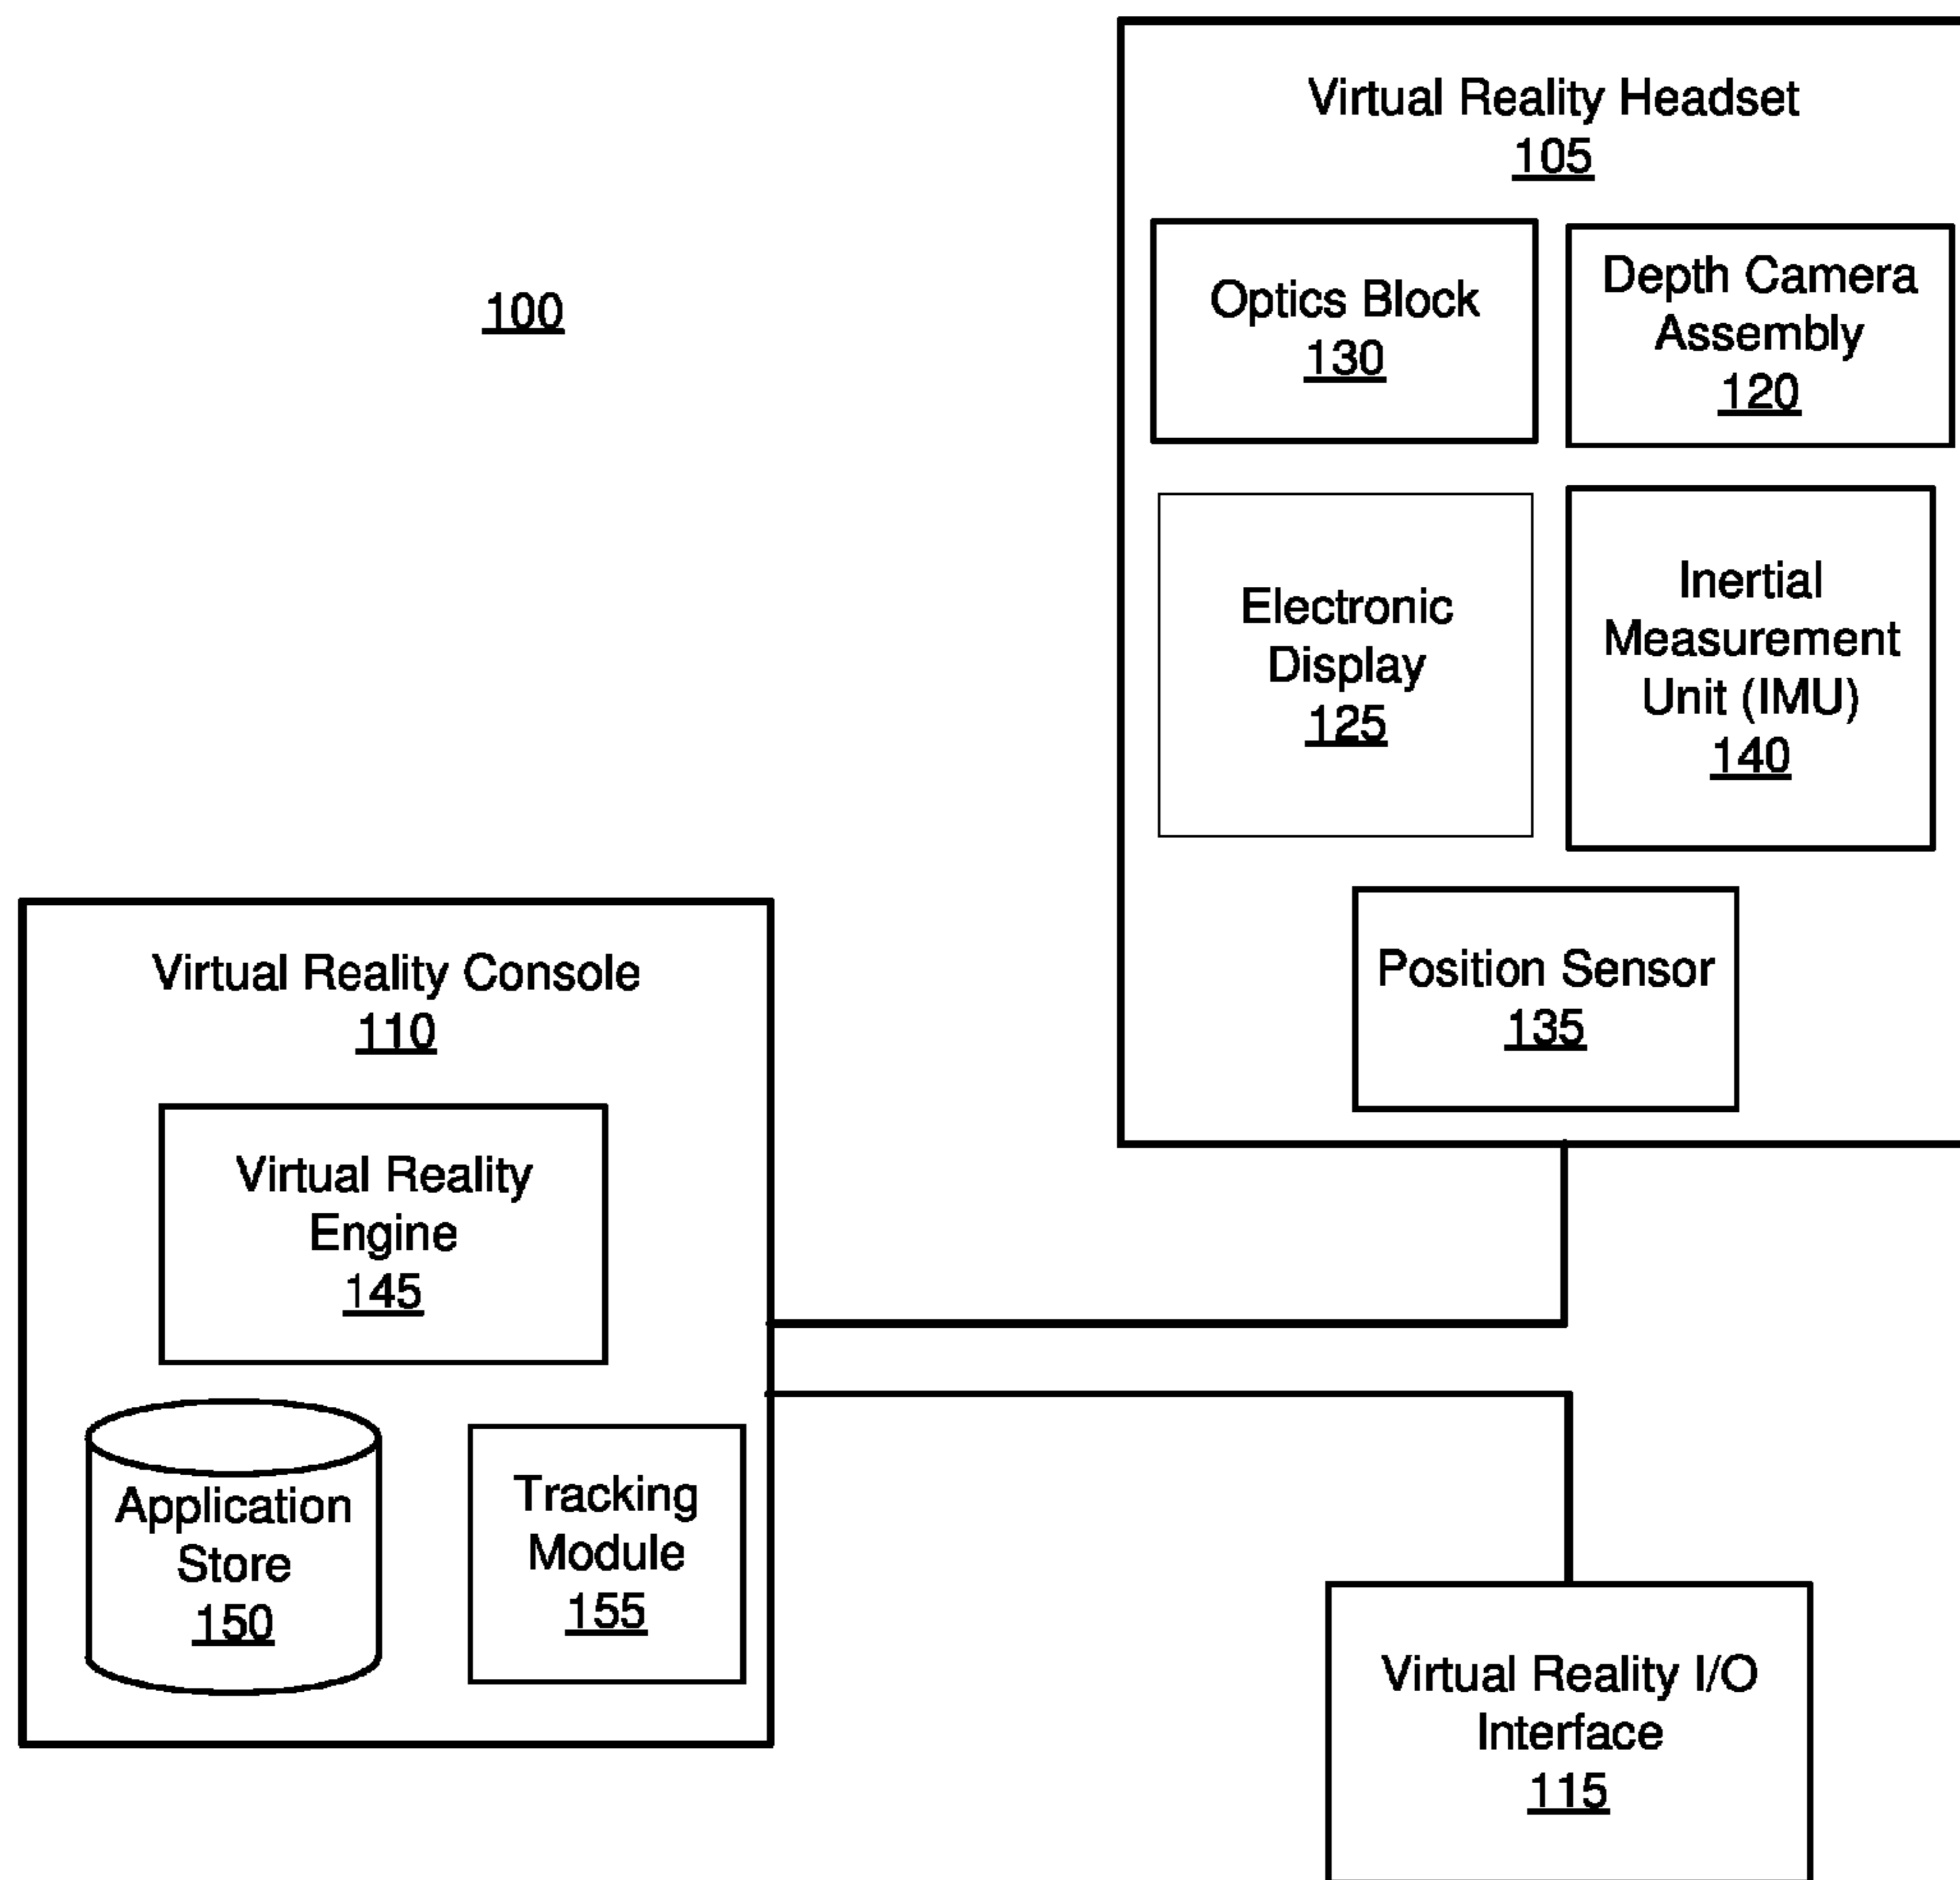 100
Virtual Reality Headset
105
Optics Block
130
Depth Camera
Assembly
120
Electronic
Display
125
Inertial
Measurement
Unit (IMU)
140
Position Sensor
135
Virtual Reality Console
110
Virtual Reality
Engine
145
Application
Store
150
Tracking
Module
155
Virtual Reality I/O
Interface
115